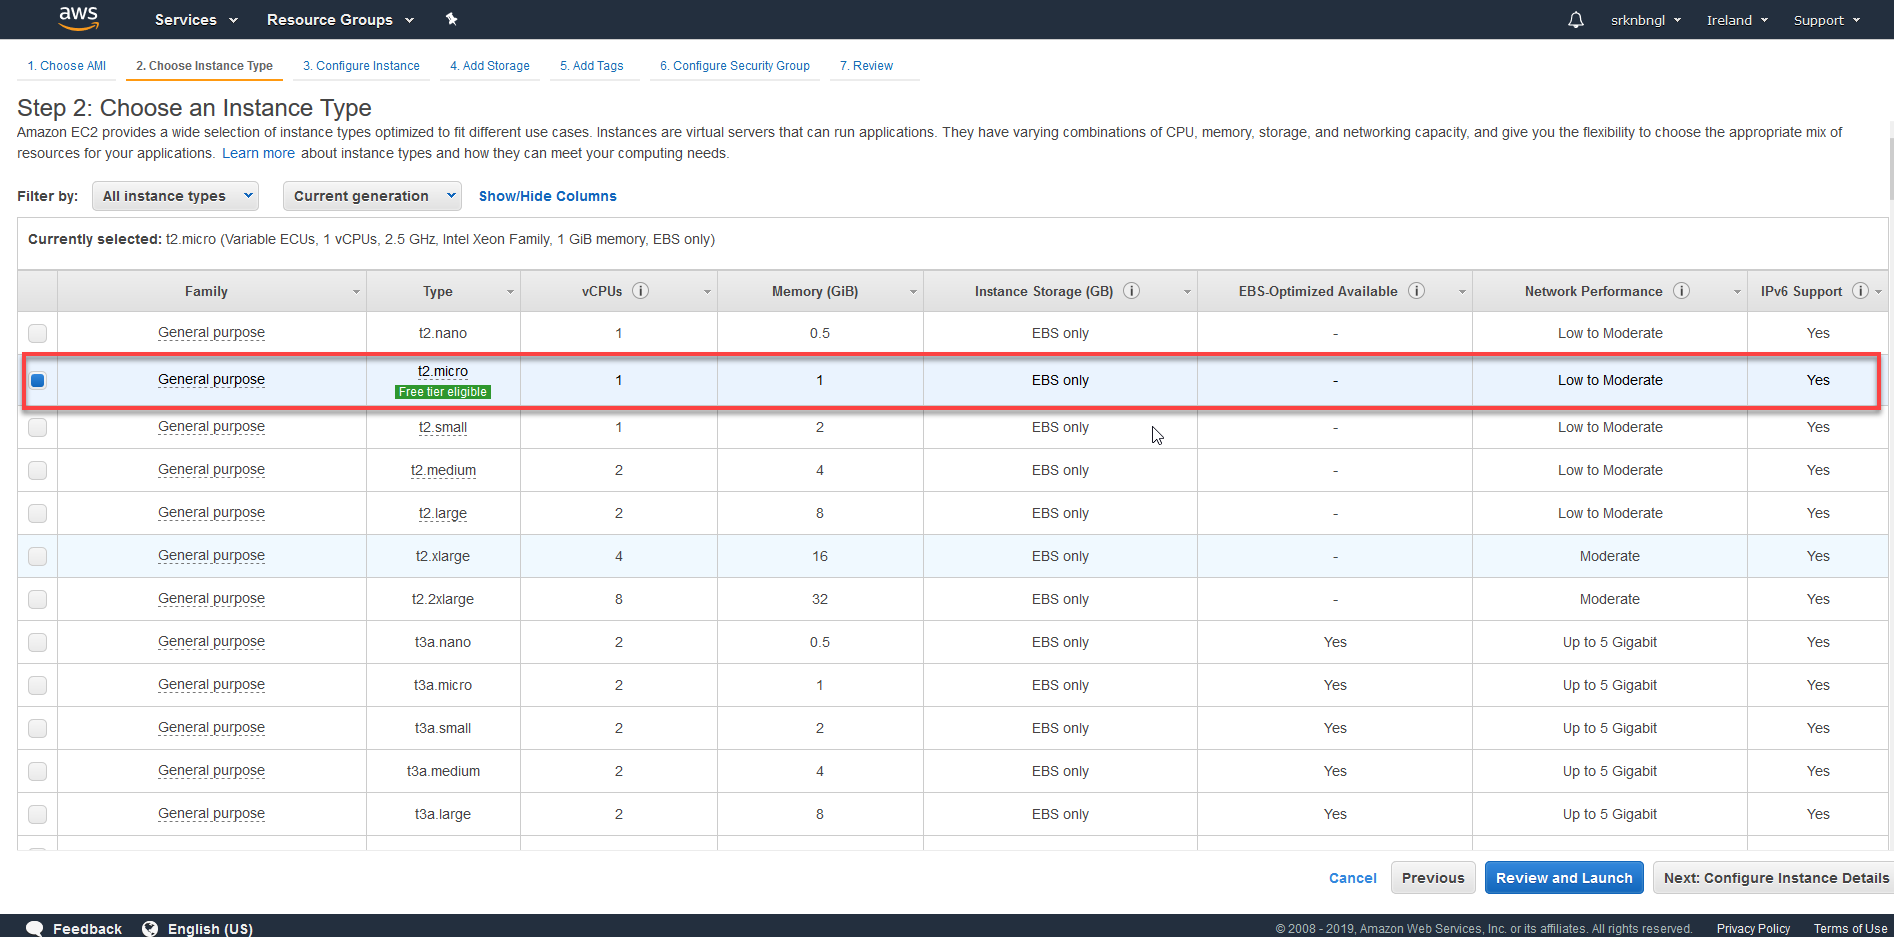 aws Services Resource Groups srknbngl Ireland Support
1. Choose AMI 2. Choose Instance Type 3. Configure Instance 4. Add Storage 5. Add Tags 6. Configure Security Group 7. Review
Step 2: Choose an Instance Type
Amazon EC2 provides a wide selection of instance types optimized to fit different use cases. Instances are virtual servers that can run applications. They have varying combinations of CPU, memory, storage, and networking capacity, and give you the flexibility to choose the appropriate mix of
resources for your applications. Learn more about instance types and how they can meet your computing needs.
Filter by: All instance types Current generation Show/Hide Columns
Currently selected: t2.micro (Variable ECUs, 1 vCPUs, 2.5 GHz, Intel Xeon Family, 1 GiB memory, EBS only)
Family Type vCPUs i Memory (GiB) Instance Storage (GB) i EBS-Optimized Available i Network Performance i IPv6 Support i
General purpose t2.nano 1 0.5 EBS only - Low to Moderate Yes
General purpose t2.micro 1 1 EBS only - Low to Moderate Yes
Free tier eligible
General purpose t2.small 1 2 EBS only - Low to Moderate Yes
General purpose t2.medium 2 4 EBS only - Low to Moderate Yes
General purpose t2.large 2 8 EBS only - Low to Moderate Yes
General purpose t2.xlarge 4 16 EBS only - Moderate Yes
General purpose t2.2xlarge 8 32 EBS only - Moderate Yes
General purpose t3a.nano 2 0.5 EBS only Yes Up to 5 Gigabit Yes
General purpose t3a.micro 2 1 EBS only Yes Up to 5 Gigabit Yes
General purpose t3a.small 2 2 EBS only Yes Up to 5 Gigabit Yes
General purpose t3a.medium 2 4 EBS only Yes Up to 5 Gigabit Yes
General purpose t3a.large 2 8 EBS only Yes Up to 5 Gigabit Yes
Cancel Previous Review and Launch Next: Configure Instance Details
Feedback English (US) © 2008 - 2019, Amazon Web Services, Inc. or its affiliates. All rights reserved. Privacy Policy Terms of Use